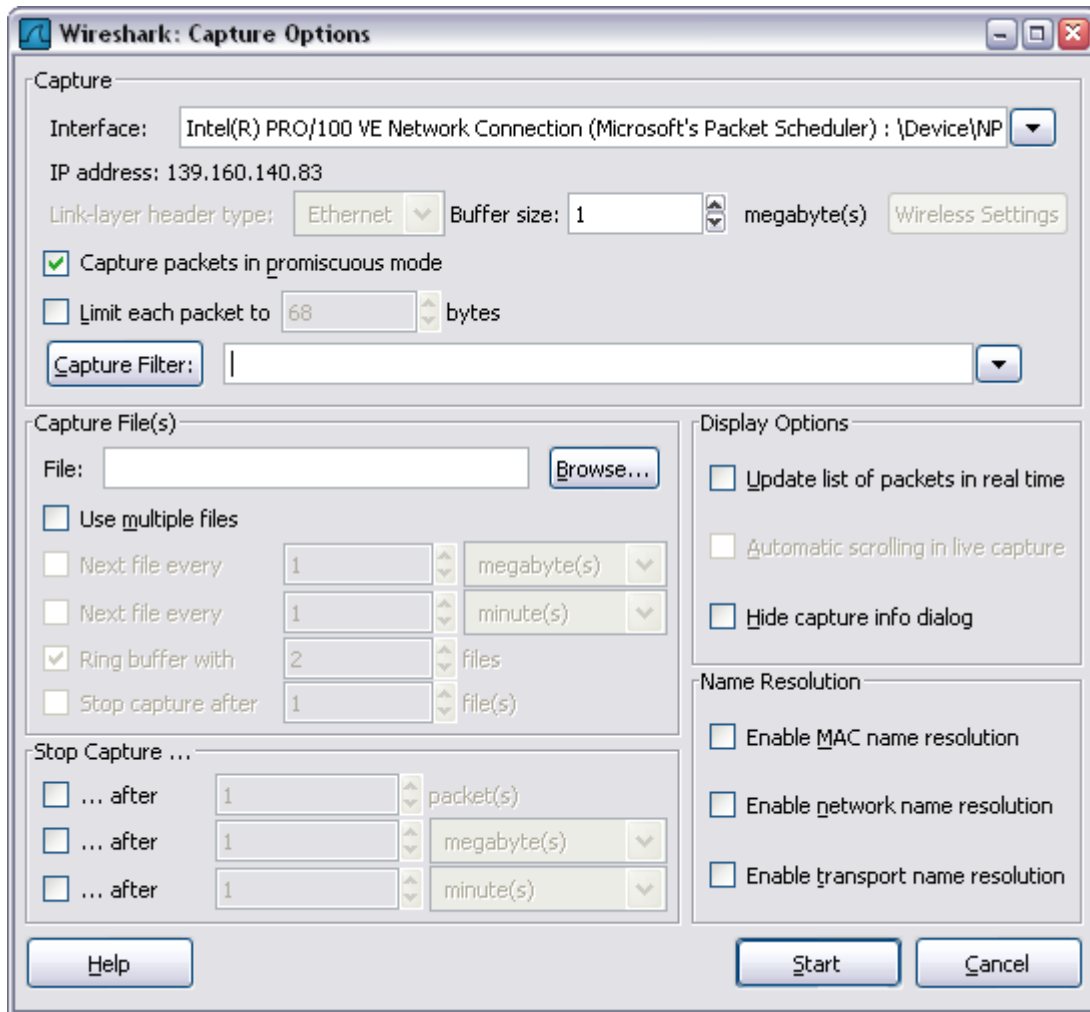 Wireshark: Capture Options
Capture
Interface: Intel(R) PRO/100 VE Network Connection (Microsoft's Packet Scheduler) : \Device\NP
IP address: 139.160.140.83
Link-layer header type: Ethernet Buffer size: 1 megabyte(s) Wireless Settings
Capture packets in promiscuous mode
Limit each packet to 68 bytes
Capture Filter:
Capture File(s)
File: Browse...
Use multiple files
Next file every 1 megabyte(s)
Next file every 1 minute(s)
Ring buffer with 2 files
Stop capture after 1 file(s)
Display Options
Update list of packets in real time
Automatic scrolling in live capture
Hide capture info dialog
Stop Capture ...
... after 1 packet(s)
... after 1 megabyte(s)
... after 1 minute(s)
Name Resolution
Enable MAC name resolution
Enable network name resolution
Enable transport name resolution
Help Start Cancel